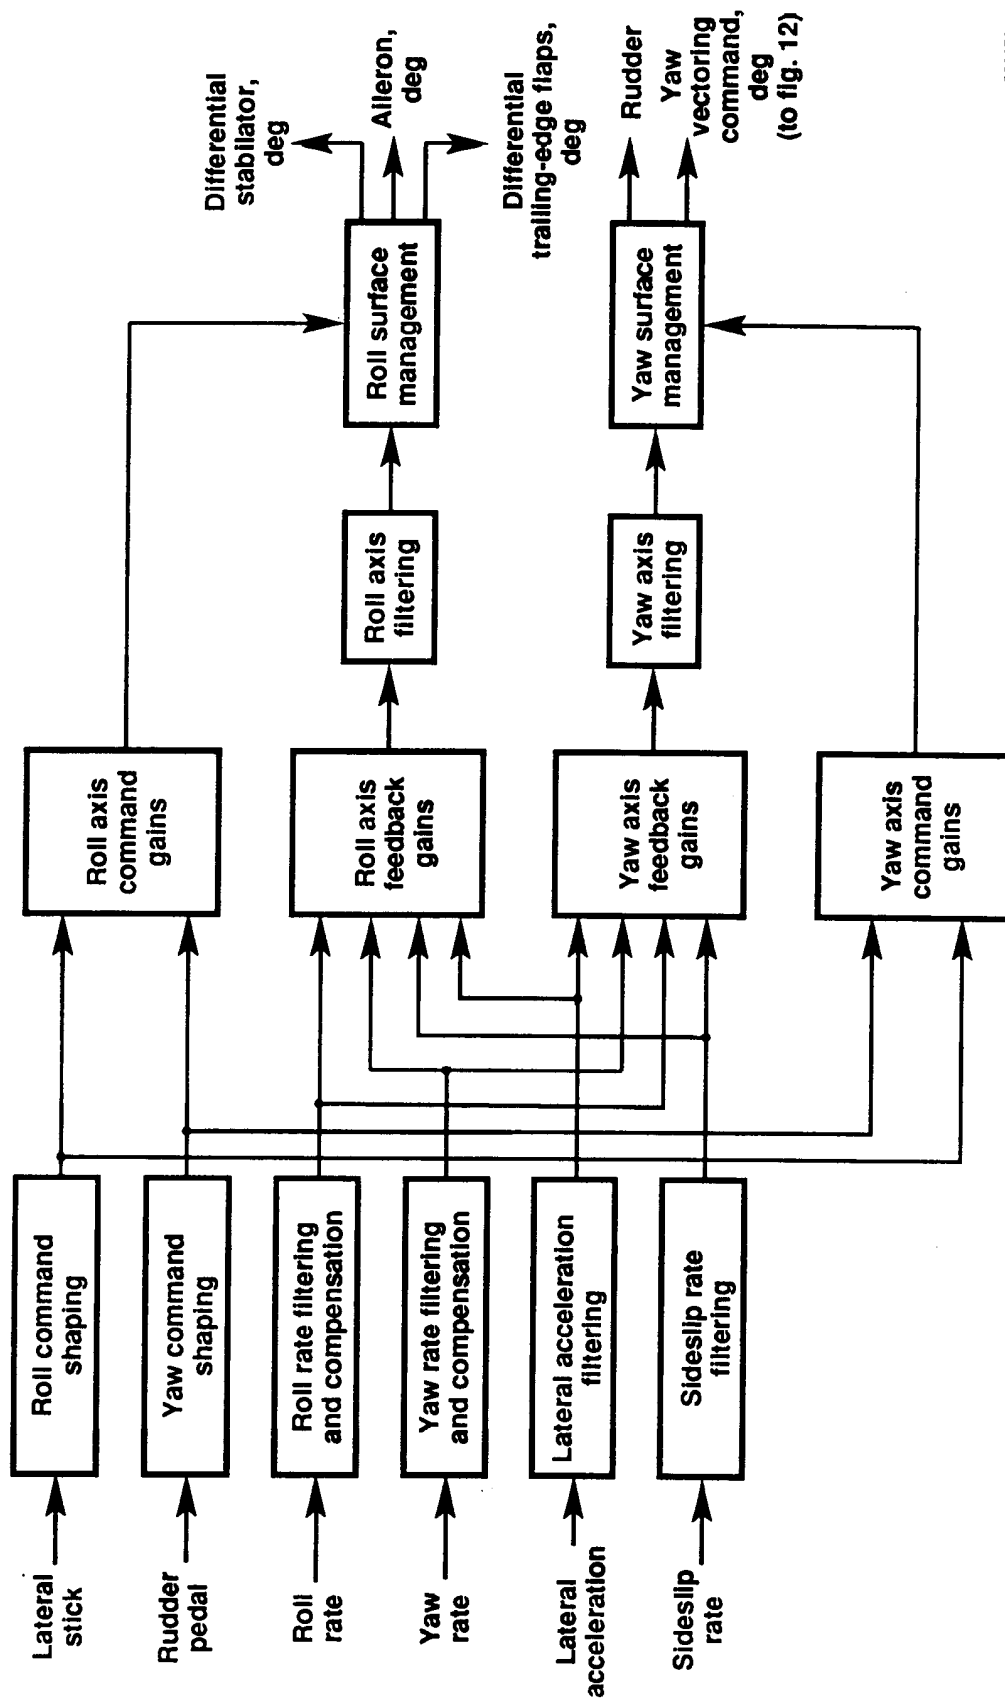 Lateral
stick
Rudder
pedal
Roll
rate
Yaw
rate
Lateral
acceleration
Sideslip
rate
Roll command
shaping
Yaw command
shaping
Roll rate filtering
and compensation
Yaw rate filtering
and compensation
Lateral acceleration
filtering
Sideslip rate
filtering
Roll axis
command
gains
Roll axis
feedback
gains
Yaw axis
feedback
gains
Yaw axis
command
gains
Roll axis
filtering
Yaw axis
filtering
Roll surface
management
Yaw surface
management
Differential
stabilator,
deg
Aileron,
deg
Differential
trailing-edge flaps,
deg
Rudder
Yaw
vectoring
command,
deg
(to fig. 12)